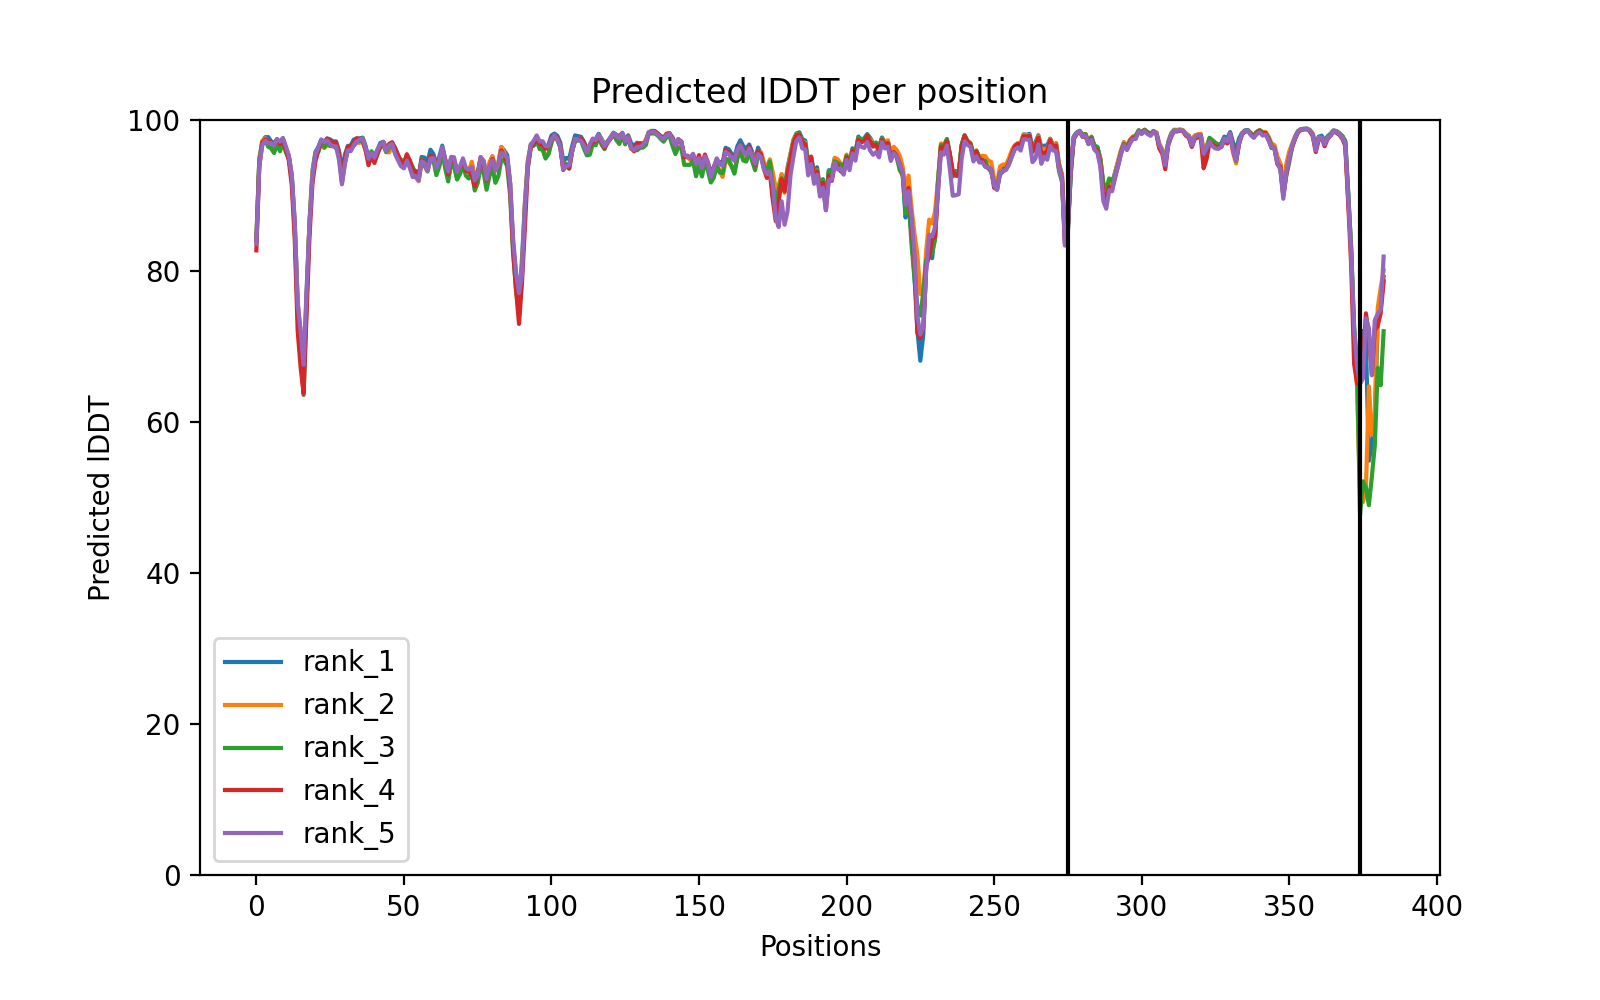 Predicted lDDT per position
100
80
60
40
20
0
Predicted lDDT
rank_1
rank_2
rank_3
rank_4
rank_5
0 50 100 150 200 250 300 350 400
Positions